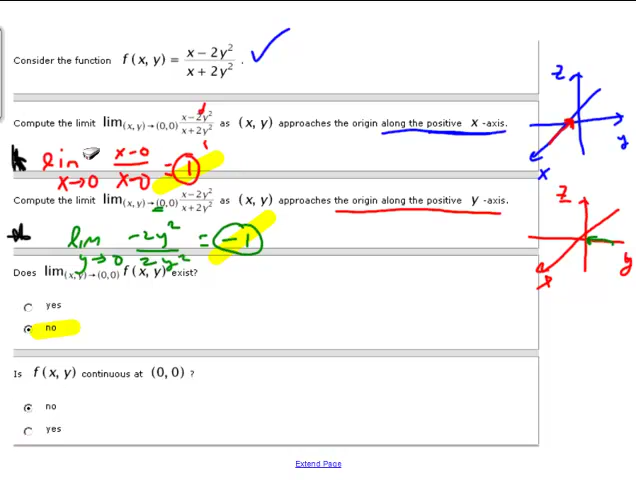 Consider the function f(x, y) = (x − 2y²)/(x + 2y²).
Compute the limit lim(x,y)→(0,0) (x−2y²)/(x+2y²) as (x, y) approaches the origin along the positive x-axis.
lim x→0 (x−0)/(x−0) = 1
Compute the limit lim(x,y)→(0,0) (x−2y²)/(x+2y²) as (x, y) approaches the origin along the positive y-axis.
lim y→0 −2y²/2y² = −1
Does lim(x,y)→(0,0) f(x, y) exist?
yes
no
Is f(x, y) continuous at (0, 0) ?
no
yes
Extend Page
z
y
x
z
y
x